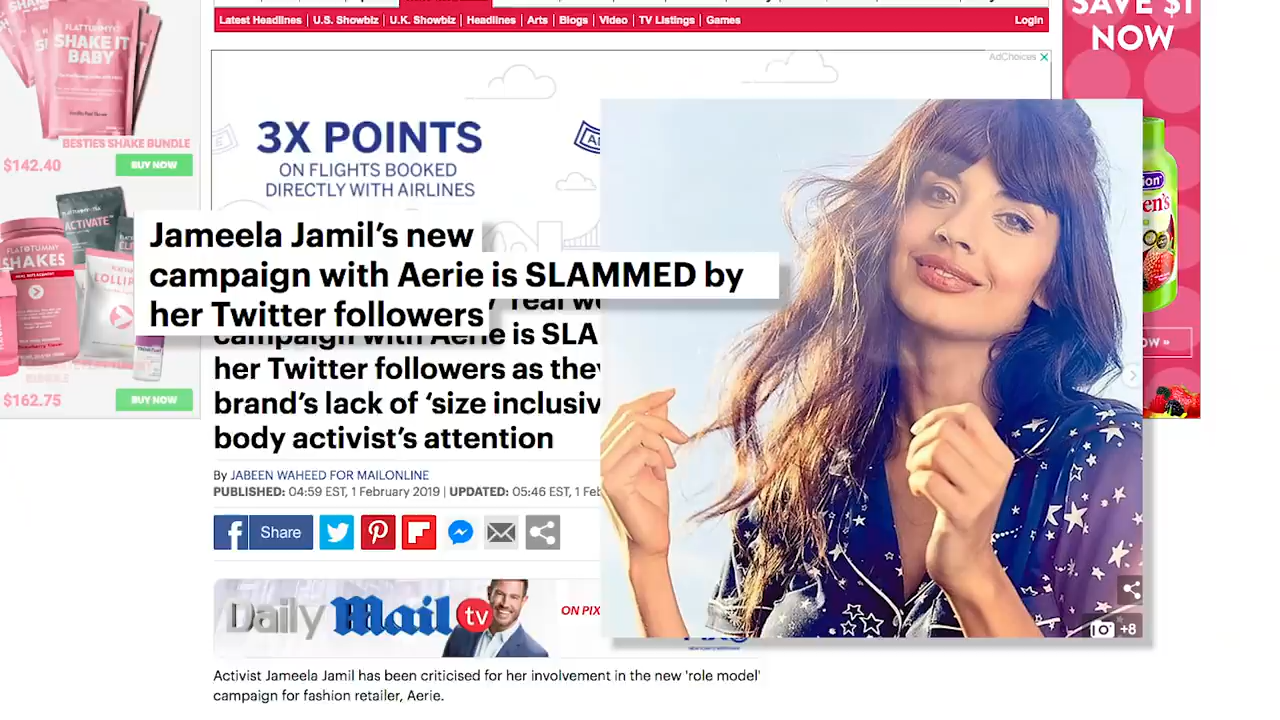 Latest Headlines | U.S. Showbiz | U.K. Showbiz | Headlines | Arts | Blogs | Video | TV Listings | Games
Login
SAVE $1
NOW
AdChoices
SHAKE IT
BABY
BESTIES SHAKE BUNDLE
$142.40
BUY NOW
3X POINTS
ON FLIGHTS BOOKED
DIRECTLY WITH AIRLINES
ACTIVATE
SHAKES
Jameela Jamil's new
campaign with Aerie is SLAMMED by
her Twitter followers
campaign with Aerie is SLA
her Twitter followers as they
brand's lack of 'size inclusiv
body activist's attention
$162.75
BUY NOW
By JABEEN WAHEED FOR MAILONLINE
PUBLISHED: 04:59 EST, 1 February 2019 | UPDATED: 05:46 EST, 1 Feb
Share
Daily Mail tv
ON PIX
+8
Activist Jameela Jamil has been criticised for her involvement in the new 'role model'
campaign for fashion retailer, Aerie.